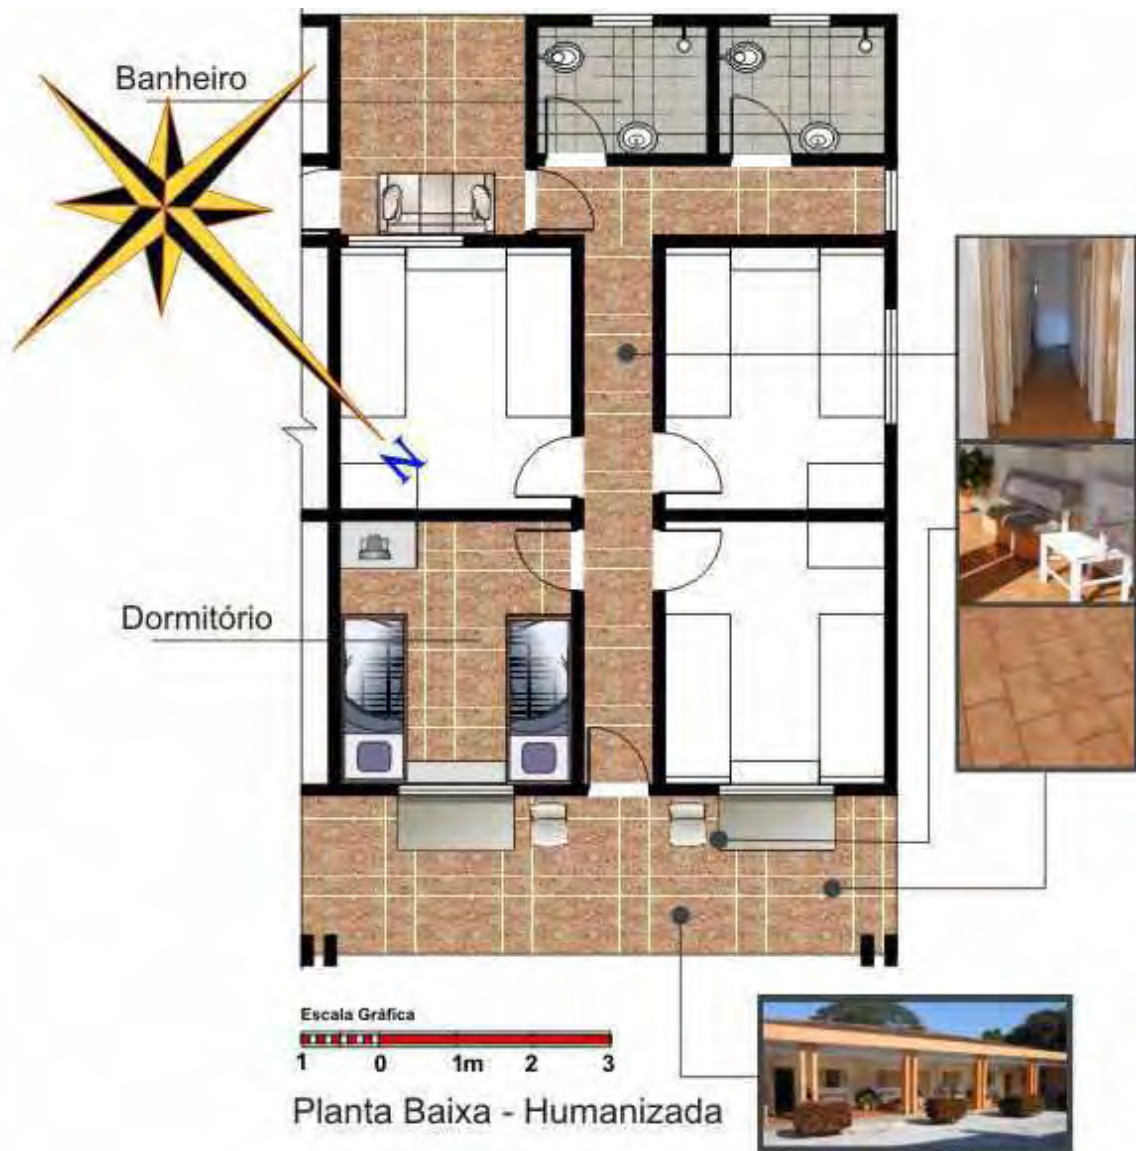 Banheiro
N
Dormitório
Escala Gráfica
1 0 1m 2 3
Planta Baixa - Humanizada